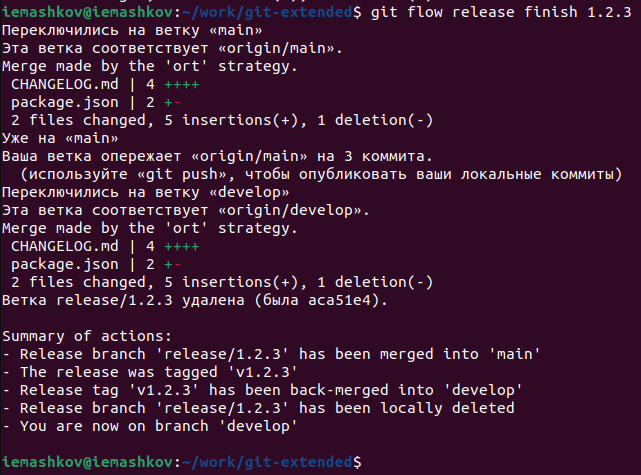 iemashkov@iemashkov:~/work/git-extended$ git flow release finish 1.2.3
Переключились на ветку «main»
Эта ветка соответствует «origin/main».
Merge made by the 'ort' strategy.
 CHANGELOG.md | 4 ++++
 package.json | 2 +-
 2 files changed, 5 insertions(+), 1 deletion(-)
Уже на «main»
Ваша ветка опережает «origin/main» на 3 коммита.
  (используйте «git push», чтобы опубликовать ваши локальные коммиты)
Переключились на ветку «develop»
Эта ветка соответствует «origin/develop».
Merge made by the 'ort' strategy.
 CHANGELOG.md | 4 ++++
 package.json | 2 +-
 2 files changed, 5 insertions(+), 1 deletion(-)
Ветка release/1.2.3 удалена (была aca51e4).

Summary of actions:
- Release branch 'release/1.2.3' has been merged into 'main'
- The release was tagged 'v1.2.3'
- Release tag 'v1.2.3' has been back-merged into 'develop'
- Release branch 'release/1.2.3' has been locally deleted
- You are now on branch 'develop'

iemashkov@iemashkov:~/work/git-extended$